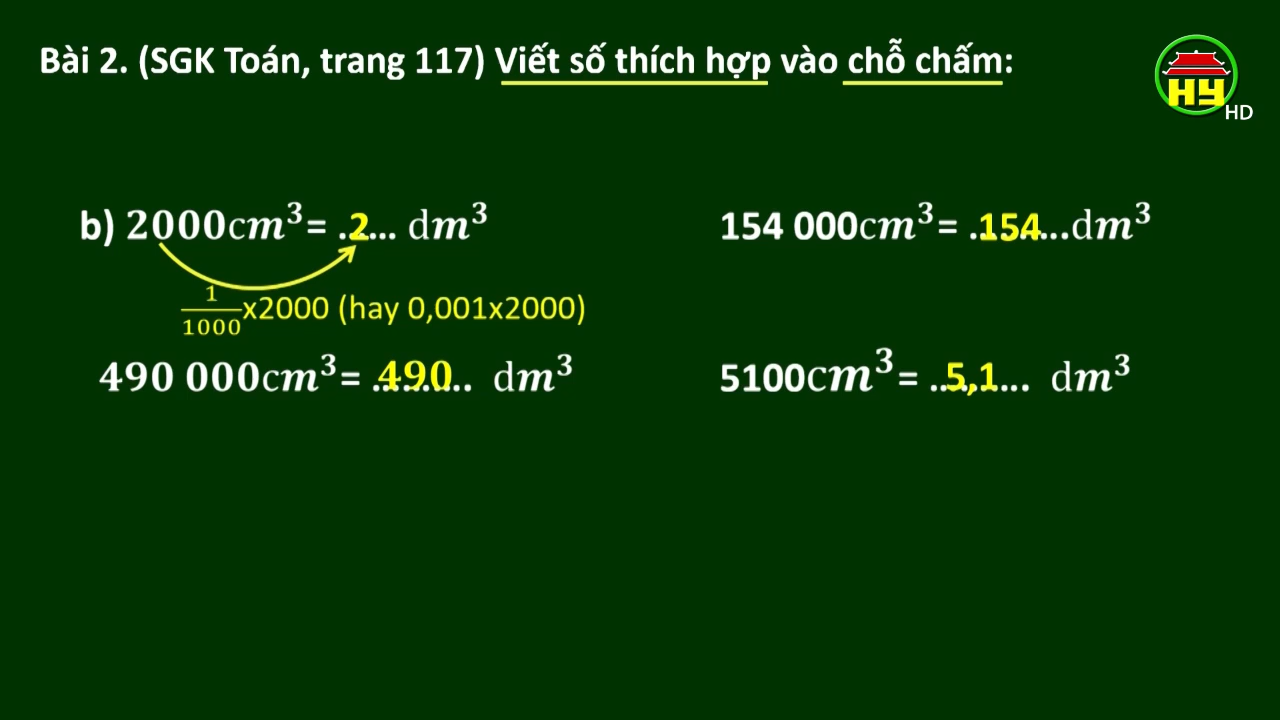 Bài 2. (SGK Toán, trang 117) Viết số thích hợp vào chỗ chấm:
HY
HD
b) 2000cm³= ..2... dm³
154 000cm³= ..154...dm³
1/1000 x2000 (hay 0,001x2000)
490 000cm³= ..490.. dm³
5100cm³= ..5,1... dm³